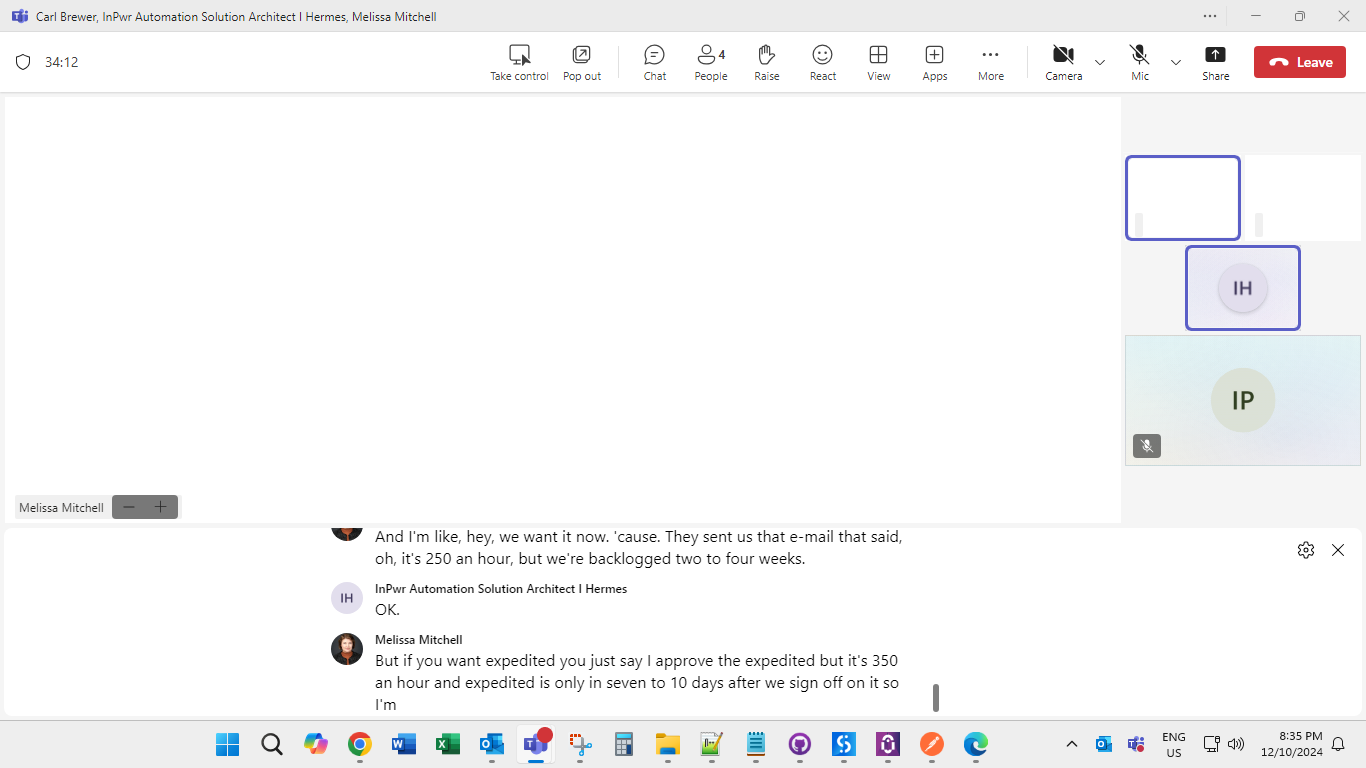 Carl Brewer, InPwr Automation Solution Architect I Hermes, Melissa Mitchell
34:12
Take control
Pop out
Chat
4
People
Raise
React
View
Apps
More
Camera
Mic
Share
Leave
IH
IP
Melissa Mitchell
And I'm like, hey, we want it now. 'cause. They sent us that e-mail that said,
oh, it's 250 an hour, but we're backlogged two to four weeks.
IH
InPwr Automation Solution Architect I Hermes
OK.
Melissa Mitchell
But if you want expedited you just say I approve the expedited but it's 350
an hour and expedited is only in seven to 10 days after we sign off on it so
I'm
ENG
US
8:35 PM
12/10/2024